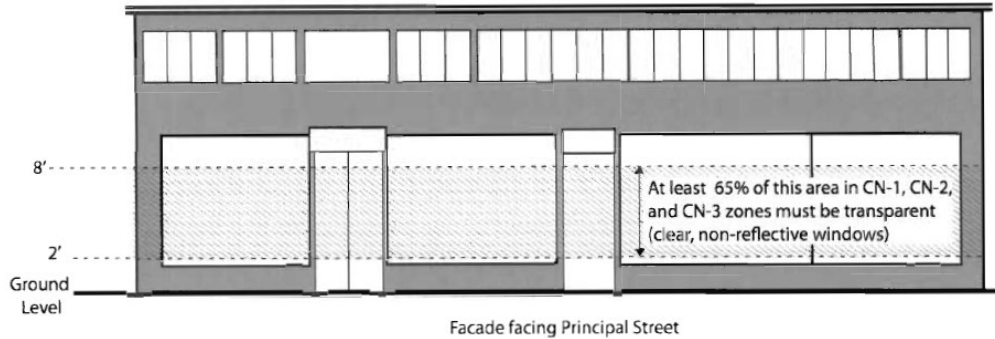 8'
At least 65% of this area in CN-1, CN-2,
and CN-3 zones must be transparent
(clear, non-reflective windows)
2'
Ground
Level
Facade facing Principal Street